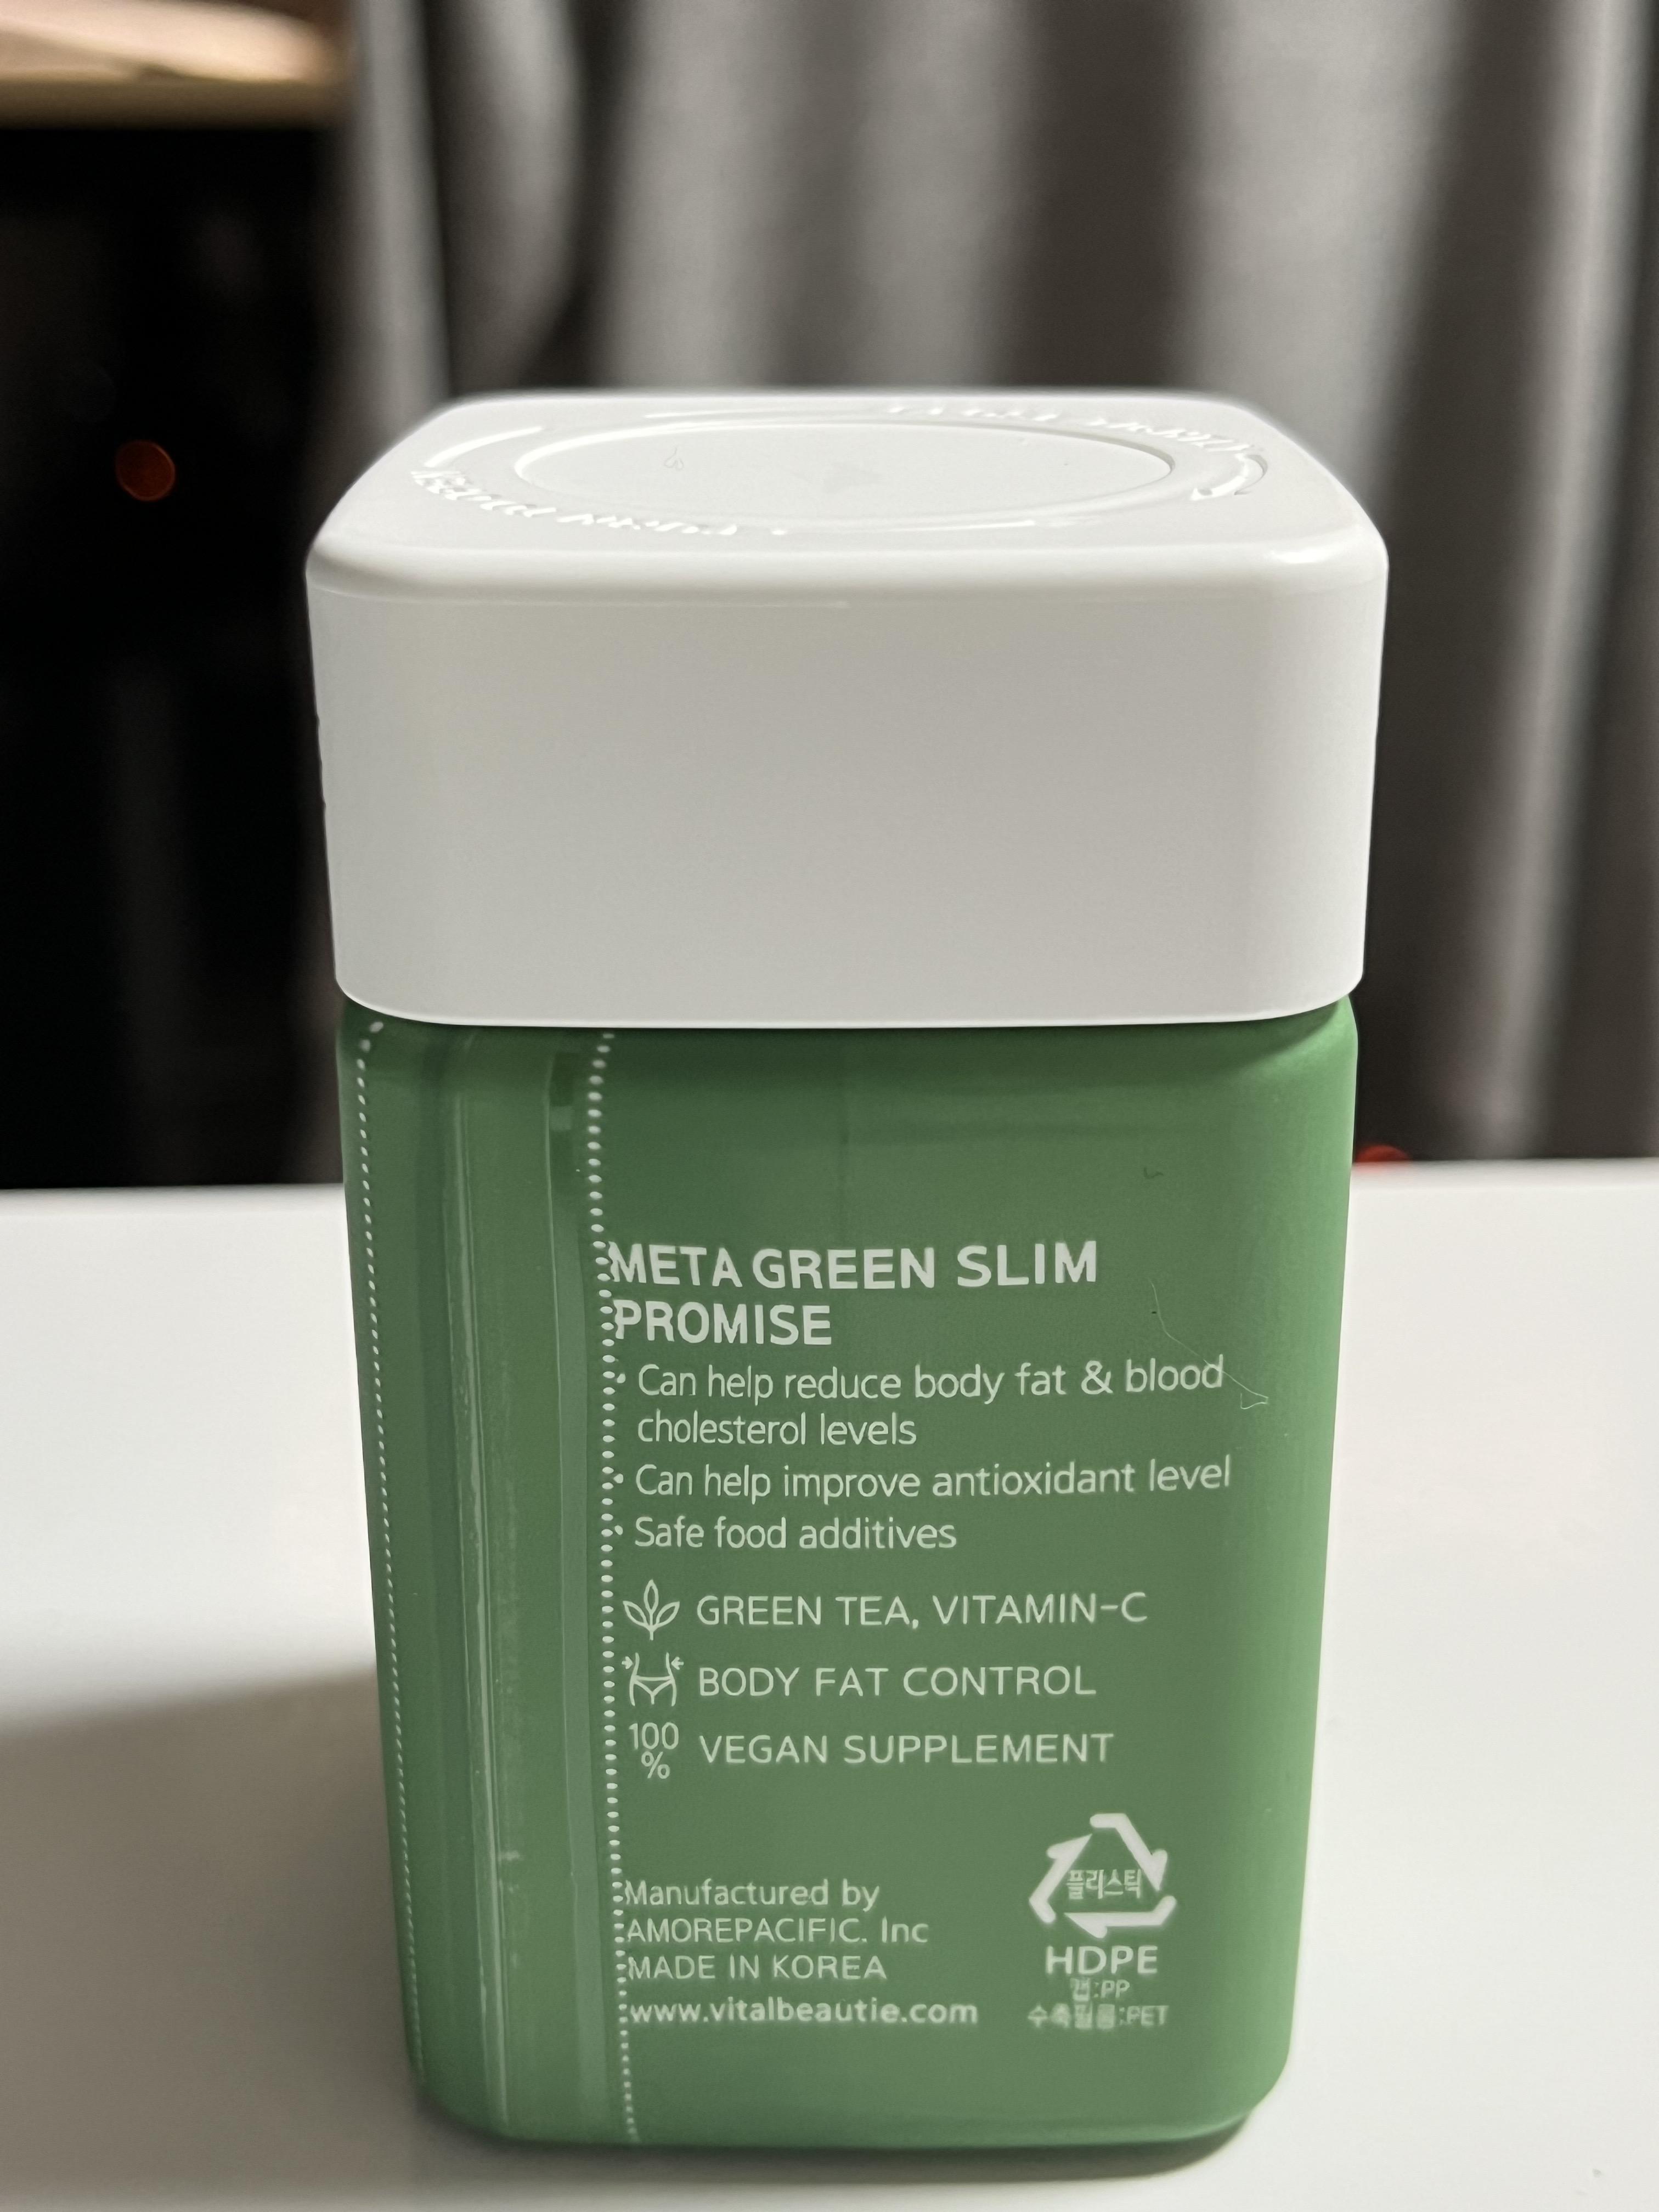 META GREEN SLIM
PROMISE
• Can help reduce body fat & blood
cholesterol levels
• Can help improve antioxidant level
• Safe food additives
GREEN TEA, VITAMIN-C
BODY FAT CONTROL
100
%
VEGAN SUPPLEMENT
Manufactured by
AMOREPACIFIC. Inc
MADE IN KOREA
www.vitalbeautie.com
플라스틱
HDPE
캡:PP
수축필름:PET